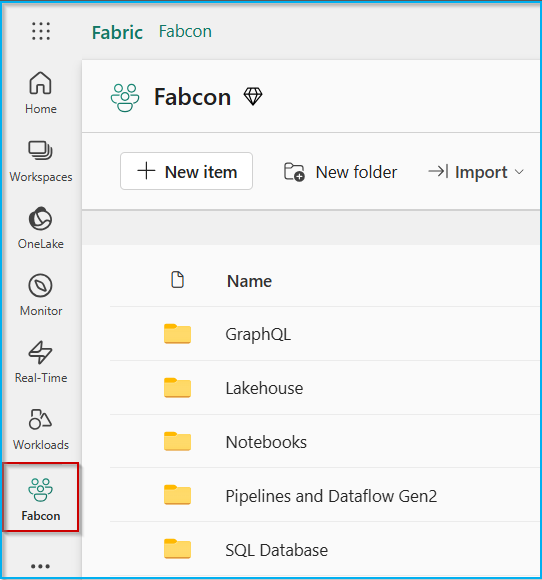 Fabric Fabcon
Home
Workspaces
OneLake
Monitor
Real-Time
Workloads
Fabcon
Fabcon
New item New folder Import
Name
GraphQL
Lakehouse
Notebooks
Pipelines and Dataflow Gen2
SQL Database